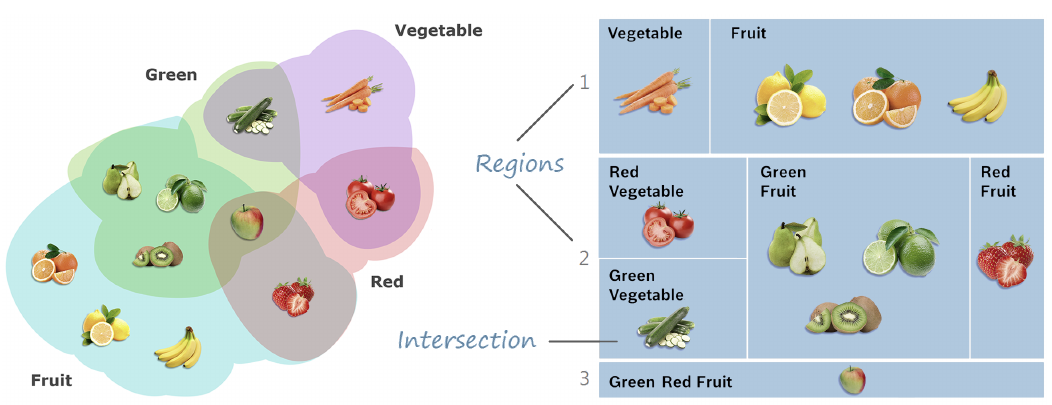 Vegetable
Green
Red
Fruit
Regions
Intersection
1
Vegetable
Fruit
2
Red
Vegetable
Green
Fruit
Red
Fruit
Green
Vegetable
3
Green Red Fruit